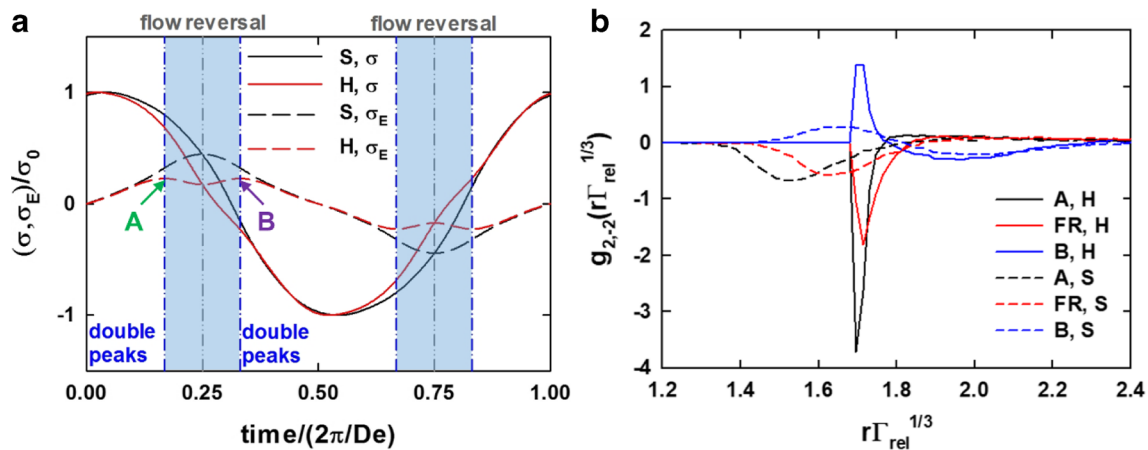 a
flow reversal
flow reversal
S, σ
H, σ
S, σE
H, σE
(σ,σE)/σ0
1
0
-1
A
B
double
peaks
double
peaks
0.00
0.25
0.50
0.75
1.00
time/(2π/De)
b
g2,-2(rΓrel1/3)
2
1
0
-1
-2
-3
-4
A, H
FR, H
B, H
A, S
FR, S
B, S
1.2
1.4
1.6
1.8
2.0
2.2
2.4
rΓrel1/3